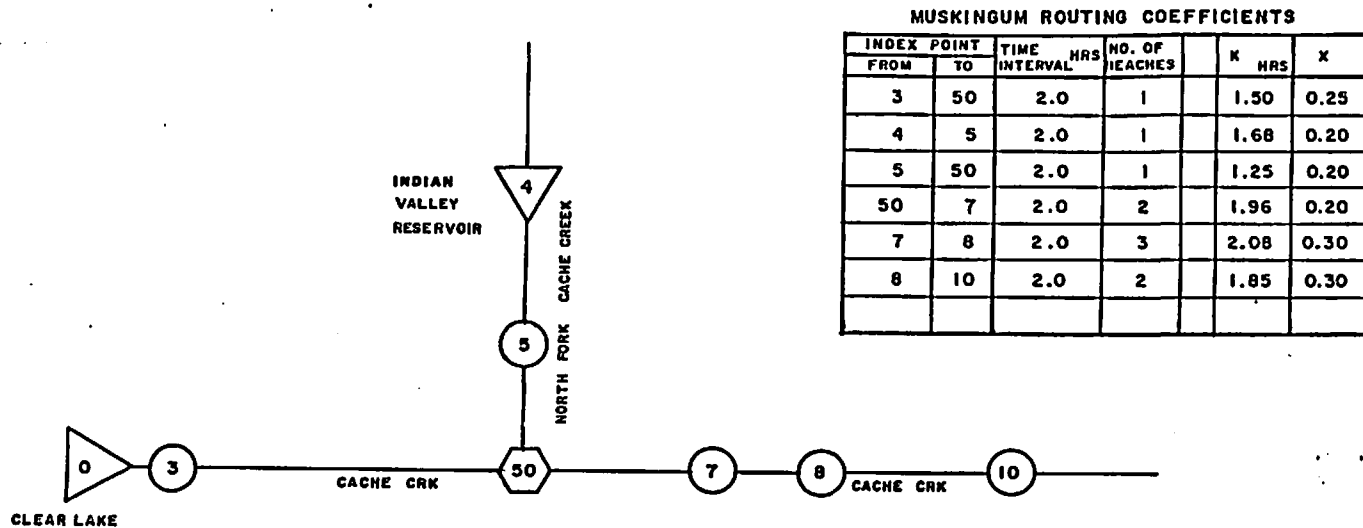 MUSKINGUM ROUTING COEFFICIENTS
INDEX POINT TIME INTERVAL HRS NO. OF IEACHES K HRS X
FROM TO
3 50 2.0 1 1.50 0.25
4 5 2.0 1 1.68 0.20
5 50 2.0 1 1.25 0.20
50 7 2.0 2 1.96 0.20
7 8 2.0 3 2.08 0.30
8 10 2.0 2 1.85 0.30
INDIAN
VALLEY
RESERVOIR
4
NORTH FORK CACHE CREEK
5
0
3
CACHE CRK
50
7
8
CACHE CRK
10
CLEAR LAKE